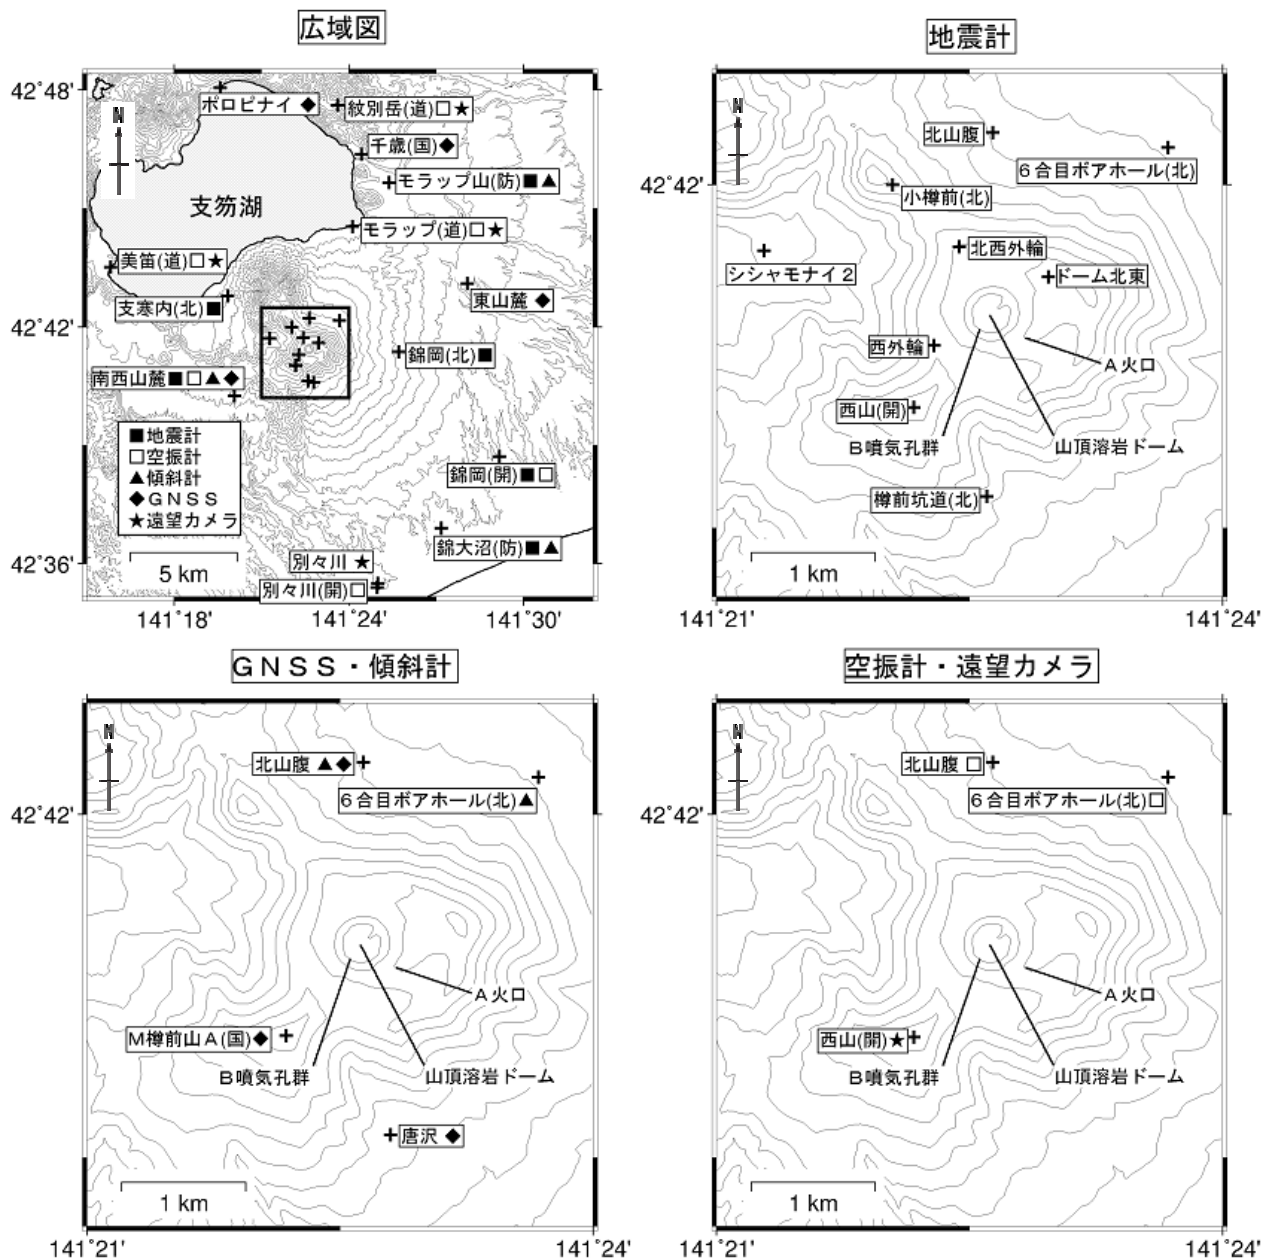 広域図
42°48'
N
ポロピナイ ◆
紋別岳(道)□★
千歳(国)◆
モラップ山(防)■▲
支笏湖
モラップ(道)□★
美笛(道)□★
支寒内(北)■
東山麓 ◆
42°42'
錦岡(北)■
南西山麓■□▲◆
■地震計
□空振計
▲傾斜計
◆GNSS
★遠望カメラ
錦岡(開)■□
錦大沼(防)■▲
別々川 ★
別々川(開)□
42°36'
5 km
141°18'
141°24'
141°30'
地震計
N
北山腹
6合目ボアホール(北)
42°42'
小樽前(北)
北西外輪
シシャモナイ2
ドーム北東
西外輪
A火口
西山(開)
B噴気孔群
山頂溶岩ドーム
樽前坑道(北)
1 km
141°21'
141°24'
GNSS・傾斜計
N
北山腹 ▲◆
6合目ボアホール(北)▲
42°42'
A火口
M樽前山A(国)◆
B噴気孔群
山頂溶岩ドーム
唐沢 ◆
1 km
141°21'
141°24'
空振計・遠望カメラ
N
北山腹 □
6合目ボアホール(北)□
42°42'
A火口
西山(開)★
B噴気孔群
山頂溶岩ドーム
1 km
141°21'
141°24'